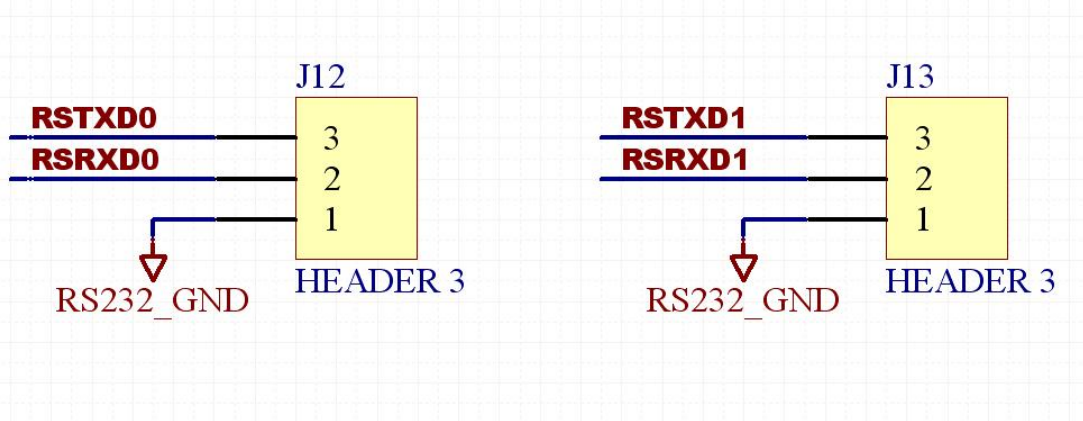 J12
RSTXD0
3
RSRXD0
2
1
RS232_GND
HEADER 3
J13
RSTXD1
3
RSRXD1
2
1
RS232_GND
HEADER 3